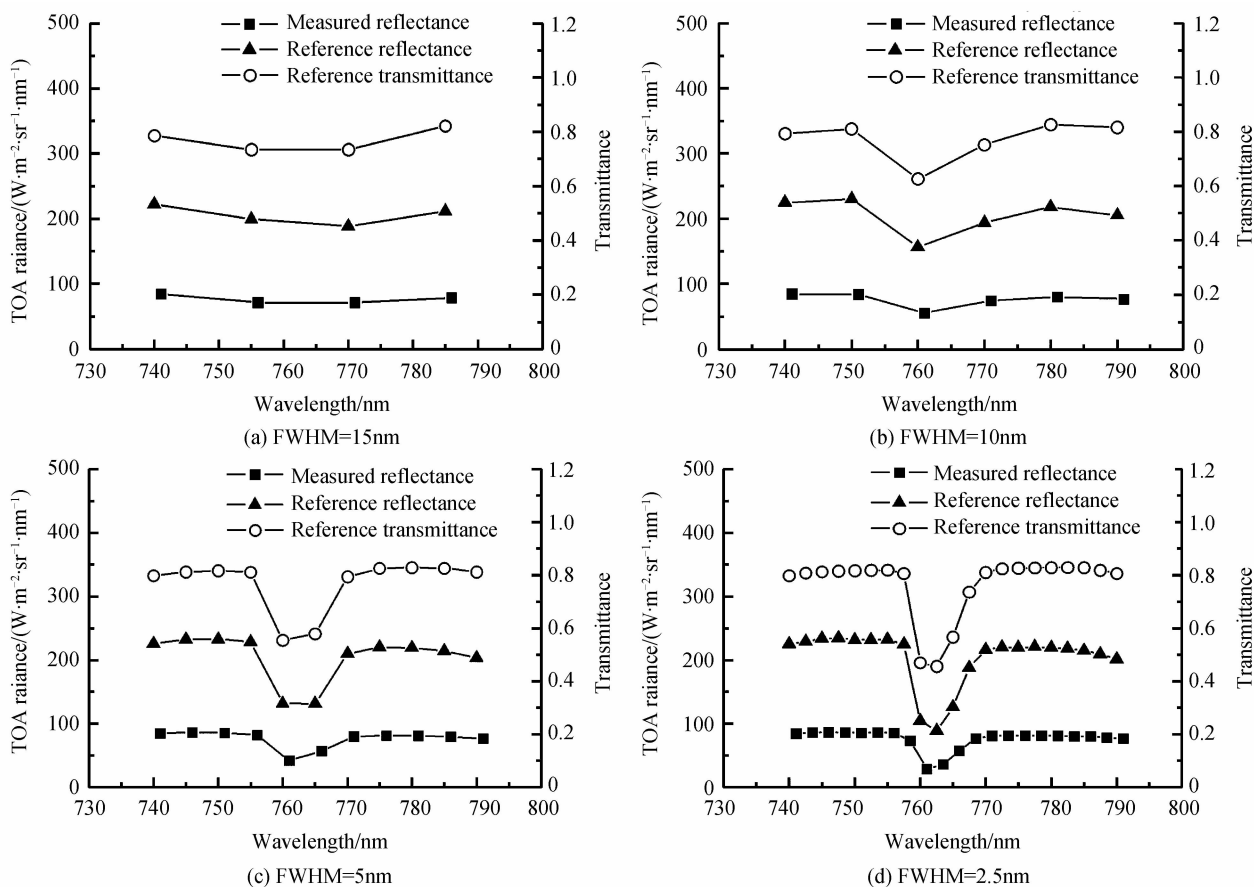 500
400
300
200
100
0
TOA raiance/(W·m⁻²·sr⁻¹·nm⁻¹)
Measured reflectance
Reference reflectance
Reference transmittance
1.2
1.0
0.8
0.6
0.4
0.2
0
Transmittance
730 740 750 760 770 780 790 800
Wavelength/nm
(a) FWHM=15nm
500
400
300
200
100
0
TOA raiance/(W·m⁻²·sr⁻¹·nm⁻¹)
Measured reflectance
Reference reflectance
Reference transmittance
1.2
1.0
0.8
0.6
0.4
0.2
0
Transmittance
730 740 750 760 770 780 790 800
Wavelength/nm
(b) FWHM=10nm
500
400
300
200
100
0
TOA raiance/(W·m⁻²·sr⁻¹·nm⁻¹)
Measured reflectance
Reference reflectance
Reference transmittance
1.2
1.0
0.8
0.6
0.4
0.2
0
Transmittance
730 740 750 760 770 780 790 800
Wavelength/nm
(c) FWHM=5nm
500
400
300
200
100
0
TOA raiance/(W·m⁻²·sr⁻¹·nm⁻¹)
Measured reflectance
Reference reflectance
Reference transmittance
1.2
1.0
0.8
0.6
0.4
0.2
0
Transmittance
730 740 750 760 770 780 790 800
Wavelength/nm
(d) FWHM=2.5nm